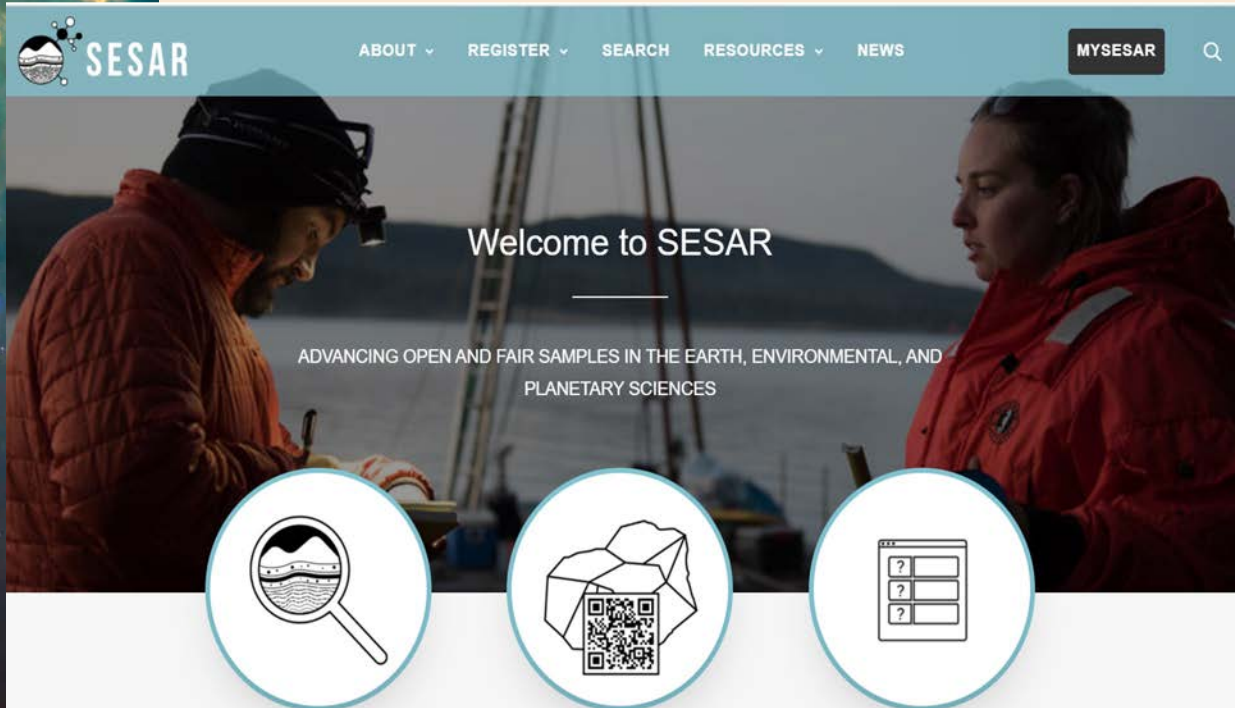 SESAR
ABOUT REGISTER SEARCH RESOURCES NEWS MYSESAR
Welcome to SESAR
ADVANCING OPEN AND FAIR SAMPLES IN THE EARTH, ENVIRONMENTAL, AND
PLANETARY SCIENCES
?
?
?